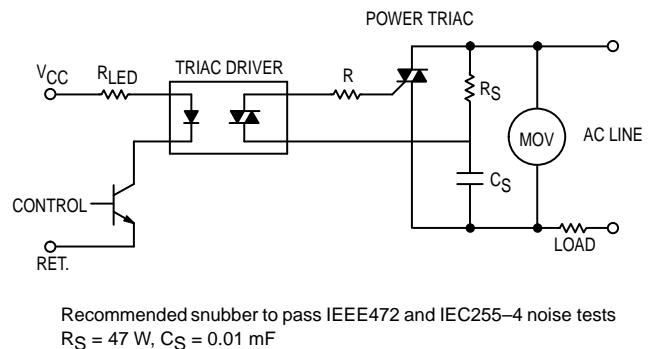 POWER TRIAC
VCC
RLED
TRIAC DRIVER
R
RS
MOV
AC LINE
CS
CONTROL
RET.
LOAD
Recommended snubber to pass IEEE472 and IEC255–4 noise tests
RS = 47 W, CS = 0.01 mF